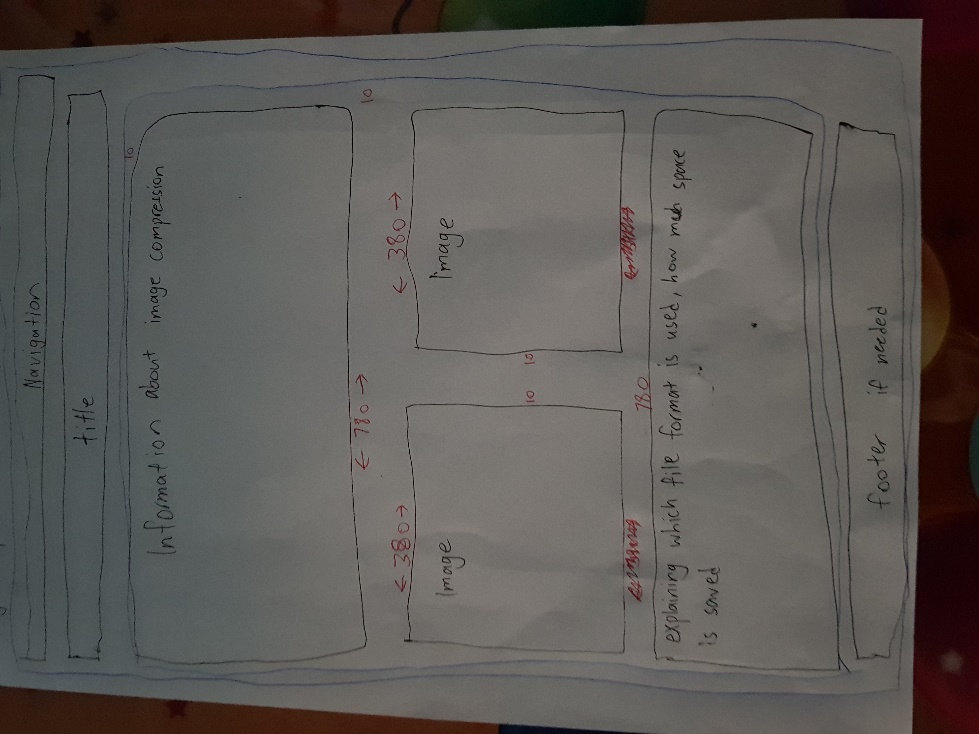 Navigation
title
10
Information about image compression
← 780 →
10
← 380 →
← 380 →
Image
Image
10
10
780
explaining which file format is used, how much space
is saved
footer if needed